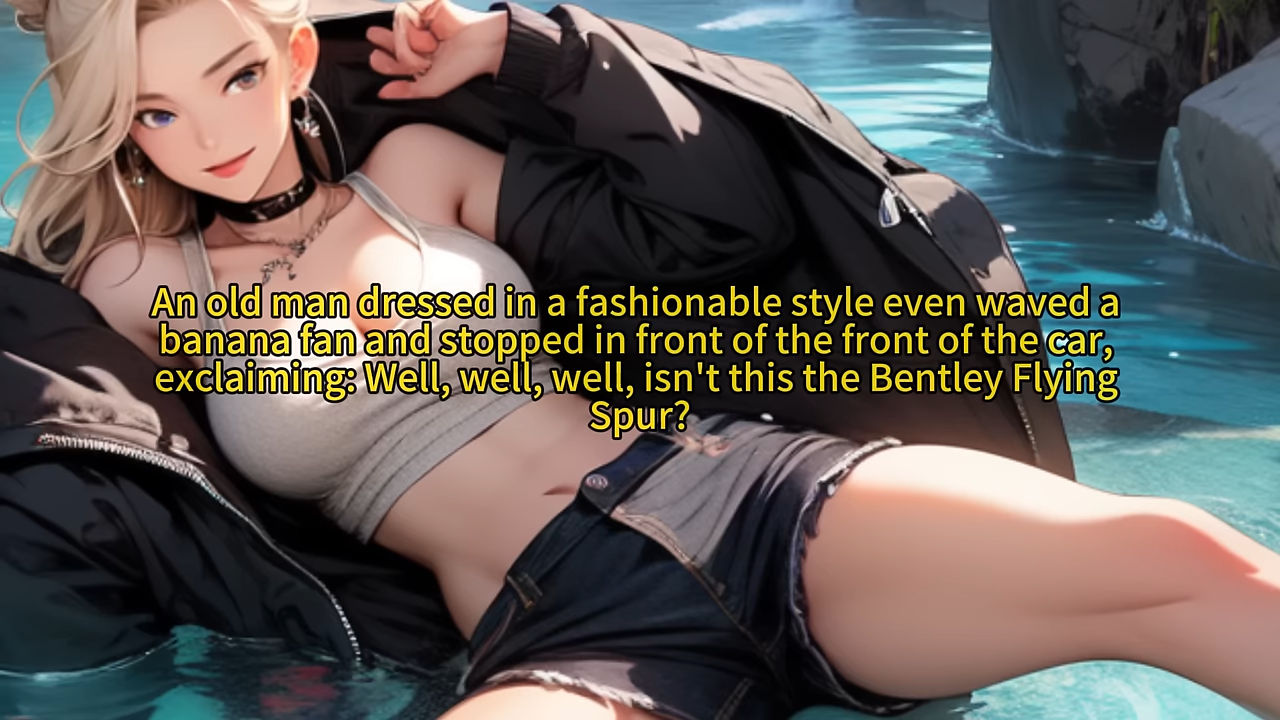 An old man dressed in a fashionable style even waved a
banana fan and stopped in front of the front of the car,
exclaiming: Well, well, well, isn't this the Bentley Flying
Spur?